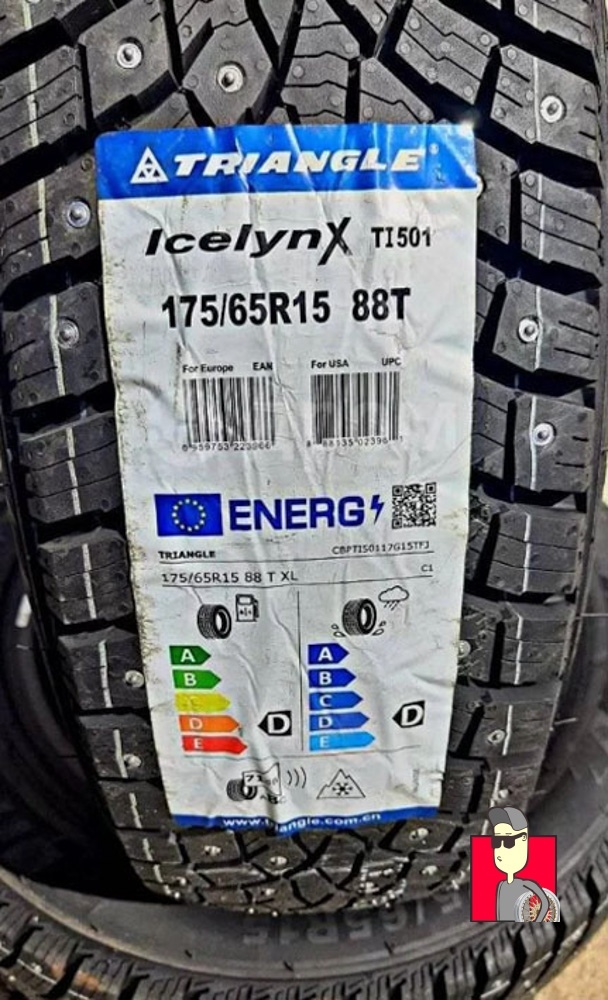 TRIANGLE
IcelynX TI501
175/65R15 88T
For Europe EAN For USA UPC
ENERG
TRIANGLE CBPTI50117G15TFJ
175/65R15 88 T XL C1
A A
B B
C
D D D D
E E
www.triangle.com.cn